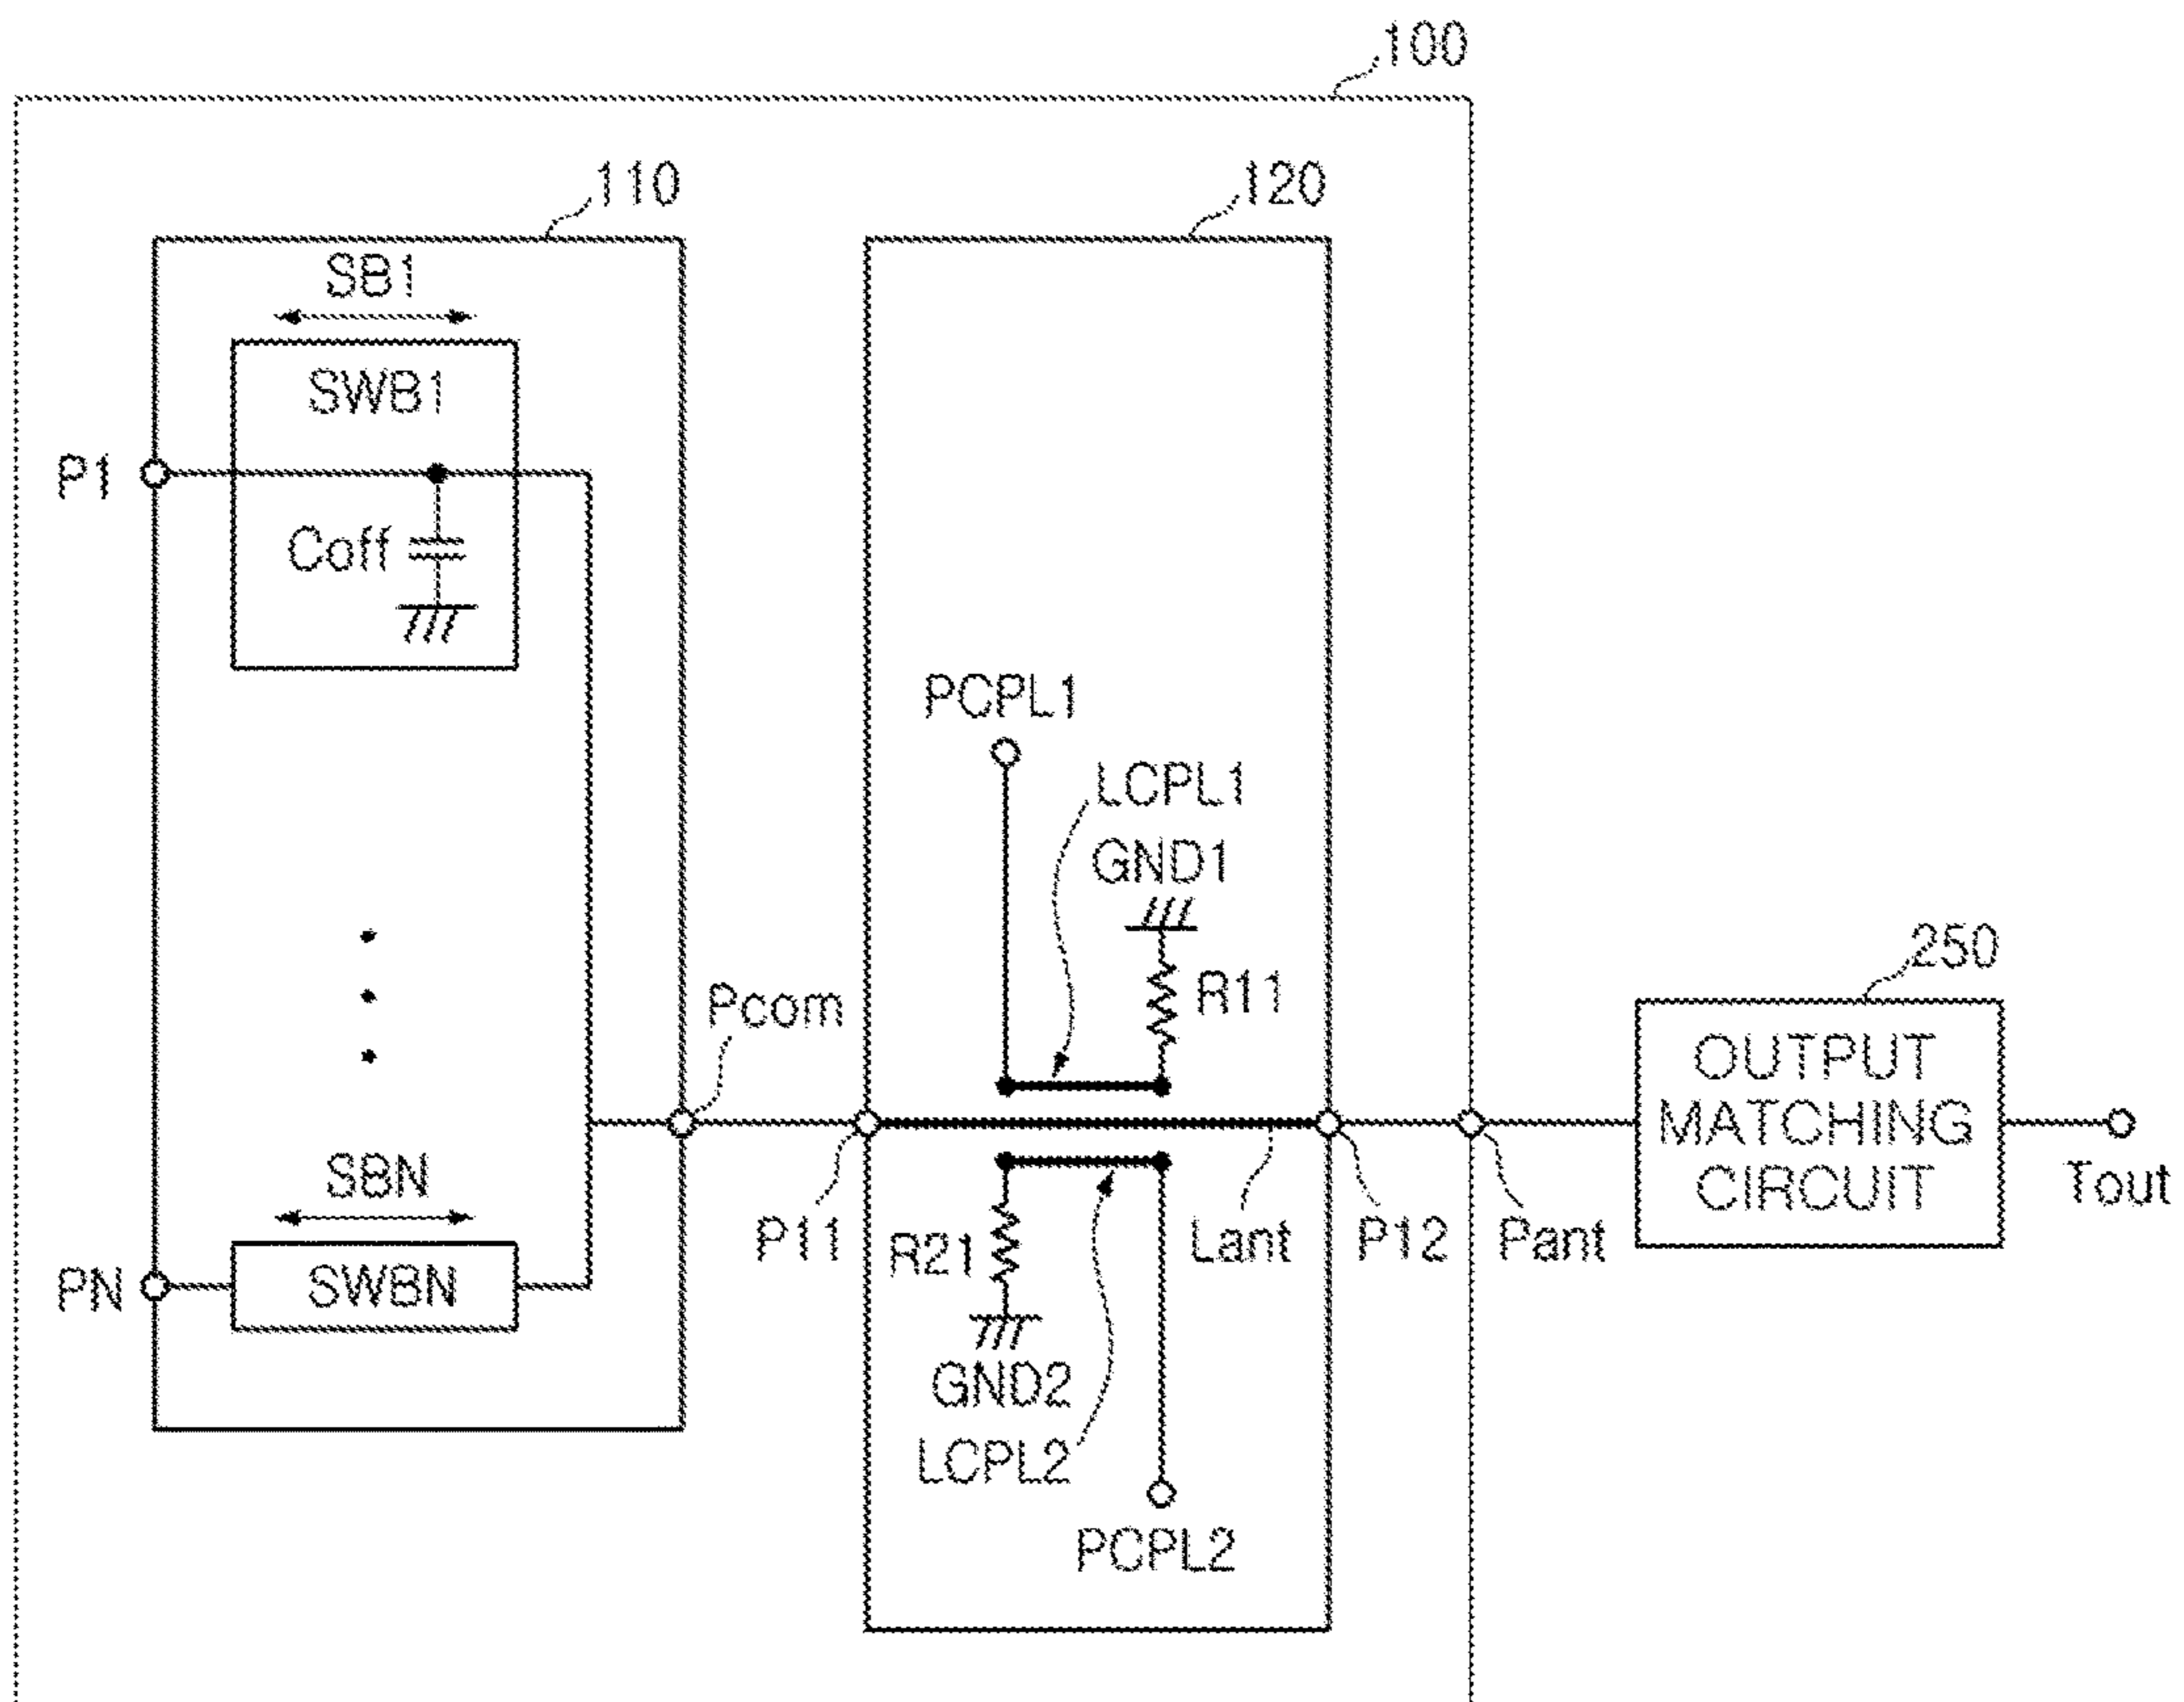 100
110
120
SB1
SWB1
P1
Coff
PCPL1
LCPL1
GND1
R11
Pcom
250
OUTPUT
MATCHING
CIRCUIT
SBN
P11
R21
Lant
P12
Pant
Tout
PN
SWBN
GND2
LCPL2
PCPL2